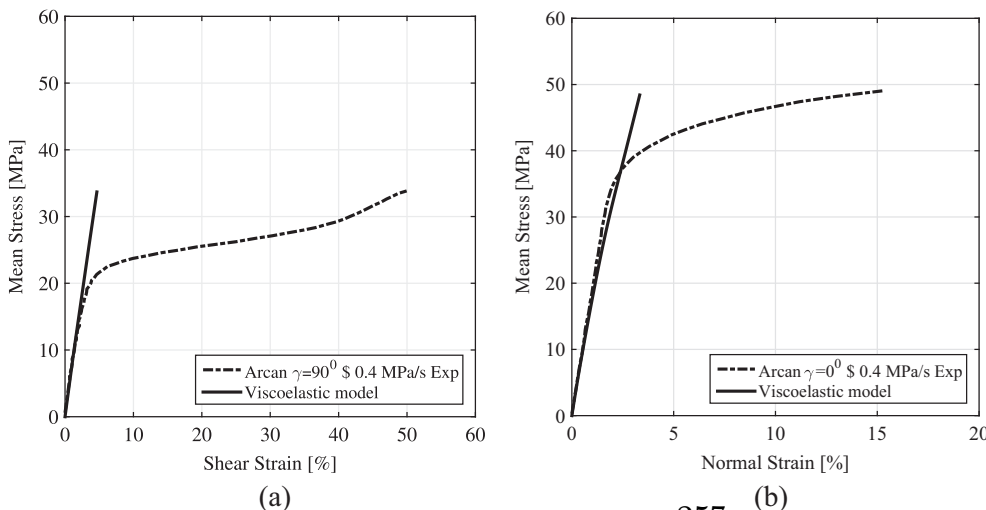 60
50
40
30
20
10
0
Mean Stress [MPa]
0 10 20 30 40 50 60
Shear Strain [%]
Arcan γ=90⁰ $ 0.4 MPa/s Exp
Viscoelastic model
(a)
60
50
40
30
20
10
0
Mean Stress [MPa]
0 5 10 15 20
Normal Strain [%]
Arcan γ=0⁰ $ 0.4 MPa/s Exp
Viscoelastic model
(b)